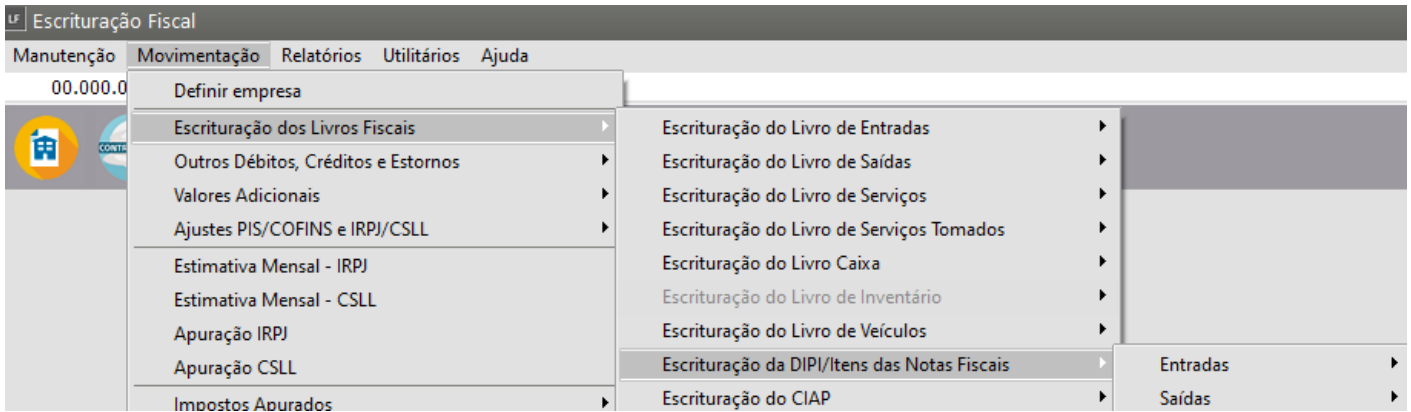 LF Escrituração Fiscal
Manutenção Movimentação Relatórios Utilitários Ajuda
00.000.0
Definir empresa
Escrituração dos Livros Fiscais
Outros Débitos, Créditos e Estornos
Valores Adicionais
Ajustes PIS/COFINS e IRPJ/CSLL
Estimativa Mensal - IRPJ
Estimativa Mensal - CSLL
Apuração IRPJ
Apuração CSLL
Impostos Apurados
Escrituração do Livro de Entradas
Escrituração do Livro de Saídas
Escrituração do Livro de Serviços
Escrituração do Livro de Serviços Tomados
Escrituração do Livro Caixa
Escrituração do Livro de Inventário
Escrituração do Livro de Veículos
Escrituração da DIPI/Itens das Notas Fiscais
Escrituração do CIAP
Entradas
Saídas